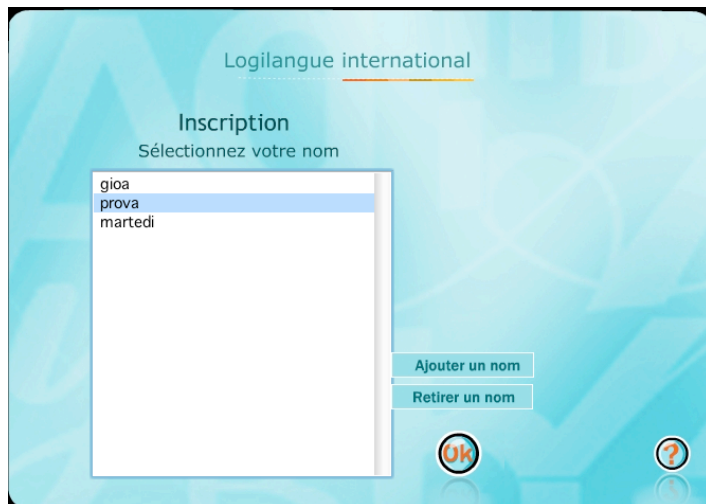 Logilangue international
Inscription
Sélectionnez votre nom
gioa
prova
martedi
Ajouter un nom
Retirer un nom
Ok
?